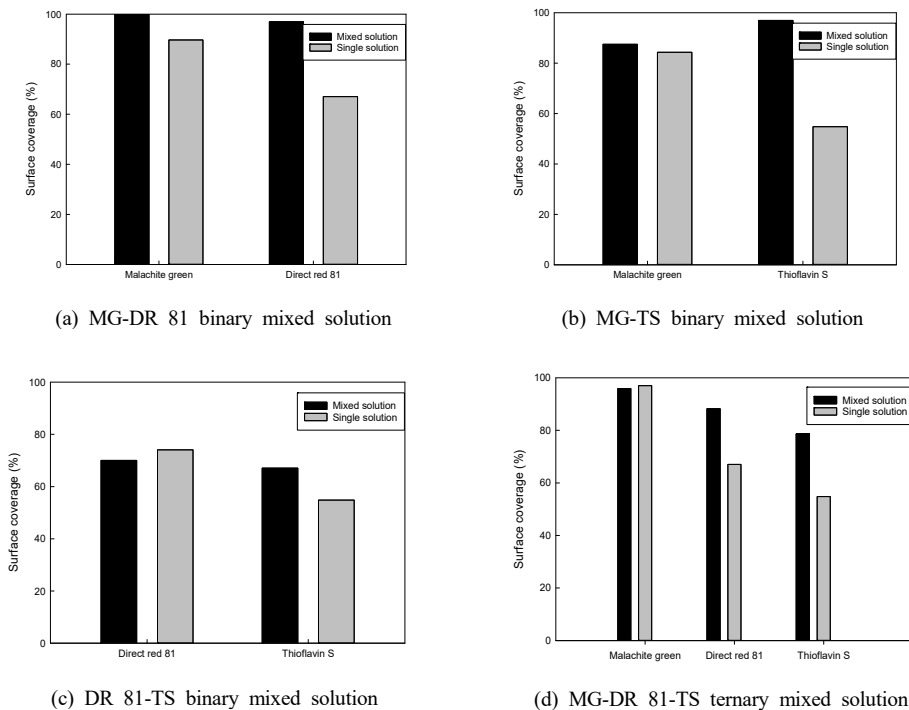 100
80
60
40
20
0
Surface coverage (%)
Mixed solution
Single solution
Malachite green
Direct red 81
(a) MG-DR 81 binary mixed solution
100
80
60
40
20
0
Surface coverage (%)
Mixed solution
Single solution
Malachite green
Thioflavin S
(b) MG-TS binary mixed solution
100
80
60
40
20
0
Surface coverage (%)
Mixed solution
Single solution
Direct red 81
Thioflavin S
(c) DR 81-TS binary mixed solution
100
80
60
40
20
0
Surface coverage (%)
Mixed solution
Single solution
Malachite green
Direct red 81
Thioflavin S
(d) MG-DR 81-TS ternary mixed solution